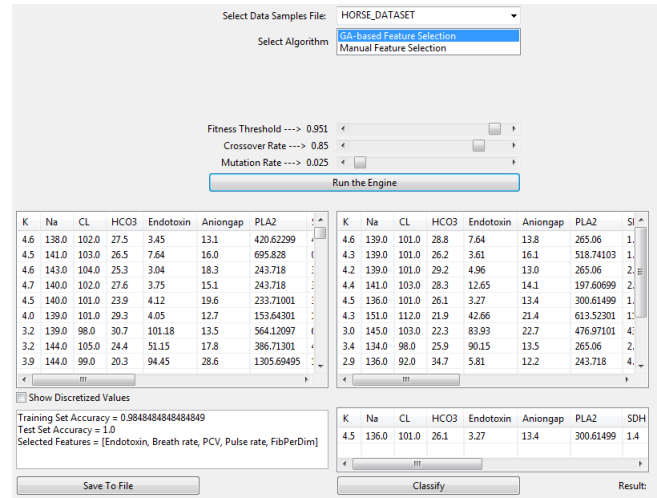 Select Data Samples File: HORSE_DATASET
Select Algorithm GA-based Feature Selection
Manual Feature Selection
Fitness Threshold ---> 0.951
Crossover Rate ---> 0.85
Mutation Rate ---> 0.025
Run the Engine
K Na CL HCO3 Endotoxin Aniongap PLA2
4.6 138.0 102.0 27.5 3.45 13.1 420.62299
4.5 141.0 103.0 26.5 7.64 16.0 695.828
4.6 143.0 104.0 25.3 3.04 18.3 243.718
4.7 140.0 102.0 27.6 3.75 15.1 243.718
4.5 140.0 101.0 23.9 4.12 19.6 233.71001
4.0 139.0 101.0 29.3 4.05 12.7 153.64301
3.2 139.0 98.0 30.7 101.18 13.5 564.12097
3.2 144.0 105.0 24.4 51.15 17.8 386.71301
3.9 144.0 99.0 20.3 94.45 28.6 1305.69495
K Na CL HCO3 Endotoxin Aniongap PLA2
4.6 139.0 101.0 28.8 7.64 13.8 265.06 1.
4.3 139.0 101.0 26.2 3.61 16.1 518.74103 1.
4.2 139.0 101.0 29.2 4.96 13.0 265.06 2.
4.4 141.0 103.0 28.3 12.65 14.1 197.60699 2.
4.5 136.0 101.0 26.1 3.27 13.4 300.61499 1.
4.3 151.0 112.0 21.9 42.66 21.4 613.52301
3.0 145.0 103.0 22.3 83.93 22.7 476.97101
3.4 134.0 98.0 25.9 90.15 13.5 265.06 2.
2.9 136.0 92.0 34.7 5.81 12.2 243.718 4.
Show Discretized Values
Training Set Accuracy = 0.9848484848484849
Test Set Accuracy = 1.0
Selected Features = [Endotoxin, Breath rate, PCV, Pulse rate, FibPerDim]
K Na CL HCO3 Endotoxin Aniongap PLA2 SDH
4.5 136.0 101.0 26.1 3.27 13.4 300.61499 1.4
Save To File
Classify
Result: